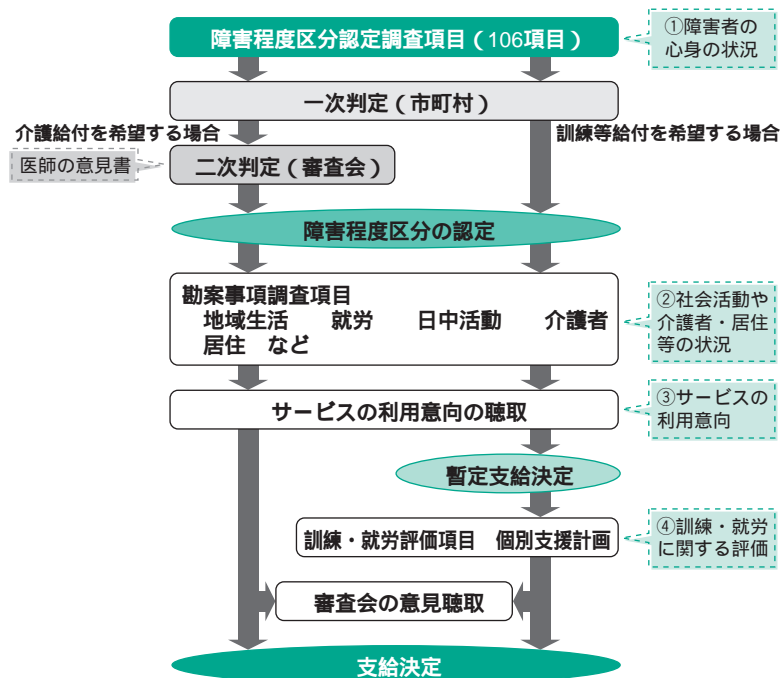 障害程度区分認定調査項目（106項目）
①障害者の
心身の状況
一次判定（市町村）
介護給付を希望する場合
訓練等給付を希望する場合
医師の意見書
二次判定（審査会）
障害程度区分の認定
勘案事項調査項目
地域生活　就労　日中活動　介護者
居住　など
②社会活動や
介護者・居住
等の状況
サービスの利用意向の聴取
③サービスの
利用意向
暫定支給決定
訓練・就労評価項目　個別支援計画
④訓練・就労
に関する評価
審査会の意見聴取
支給決定